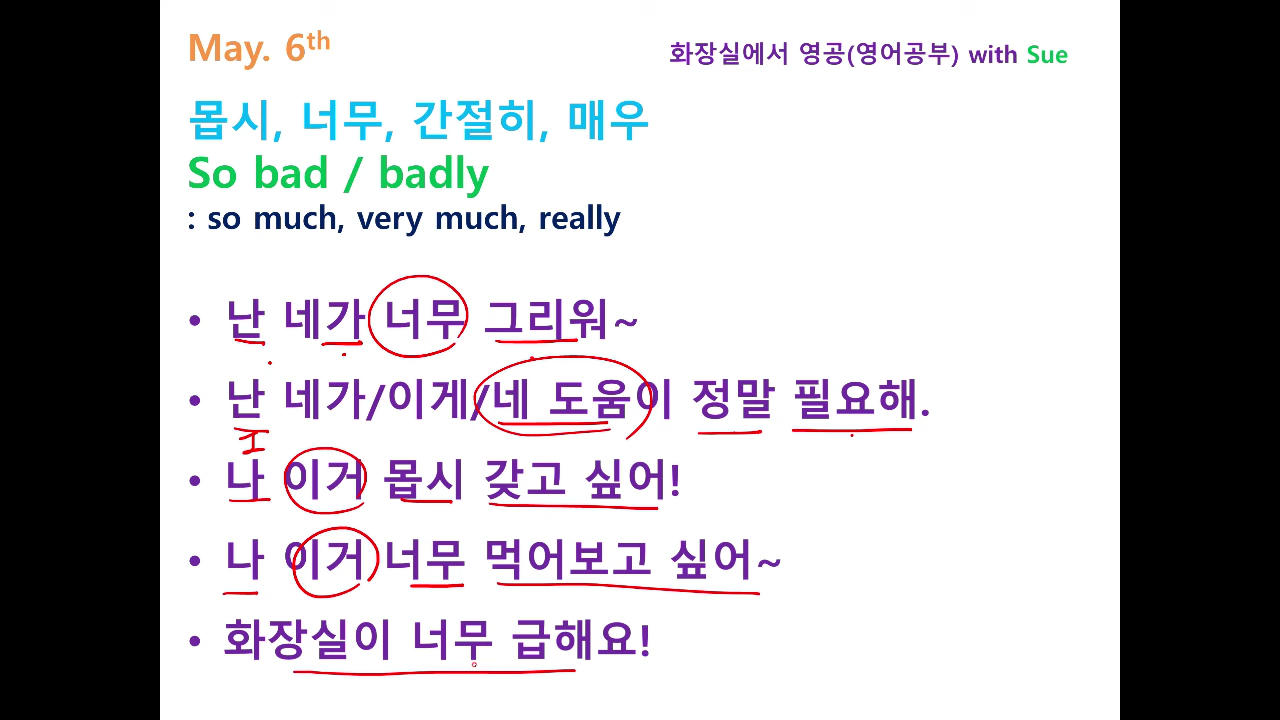 May. 6th
화장실에서 영공(영어공부) with Sue
몹시, 너무, 간절히, 매우
So bad / badly
: so much, very much, really
• 난 네가 너무 그리워~
• 난 네가/이게/네 도움이 정말 필요해.
I
• 나 이거 몹시 갖고 싶어!
• 나 이거 너무 먹어보고 싶어~
• 화장실이 너무 급해요!